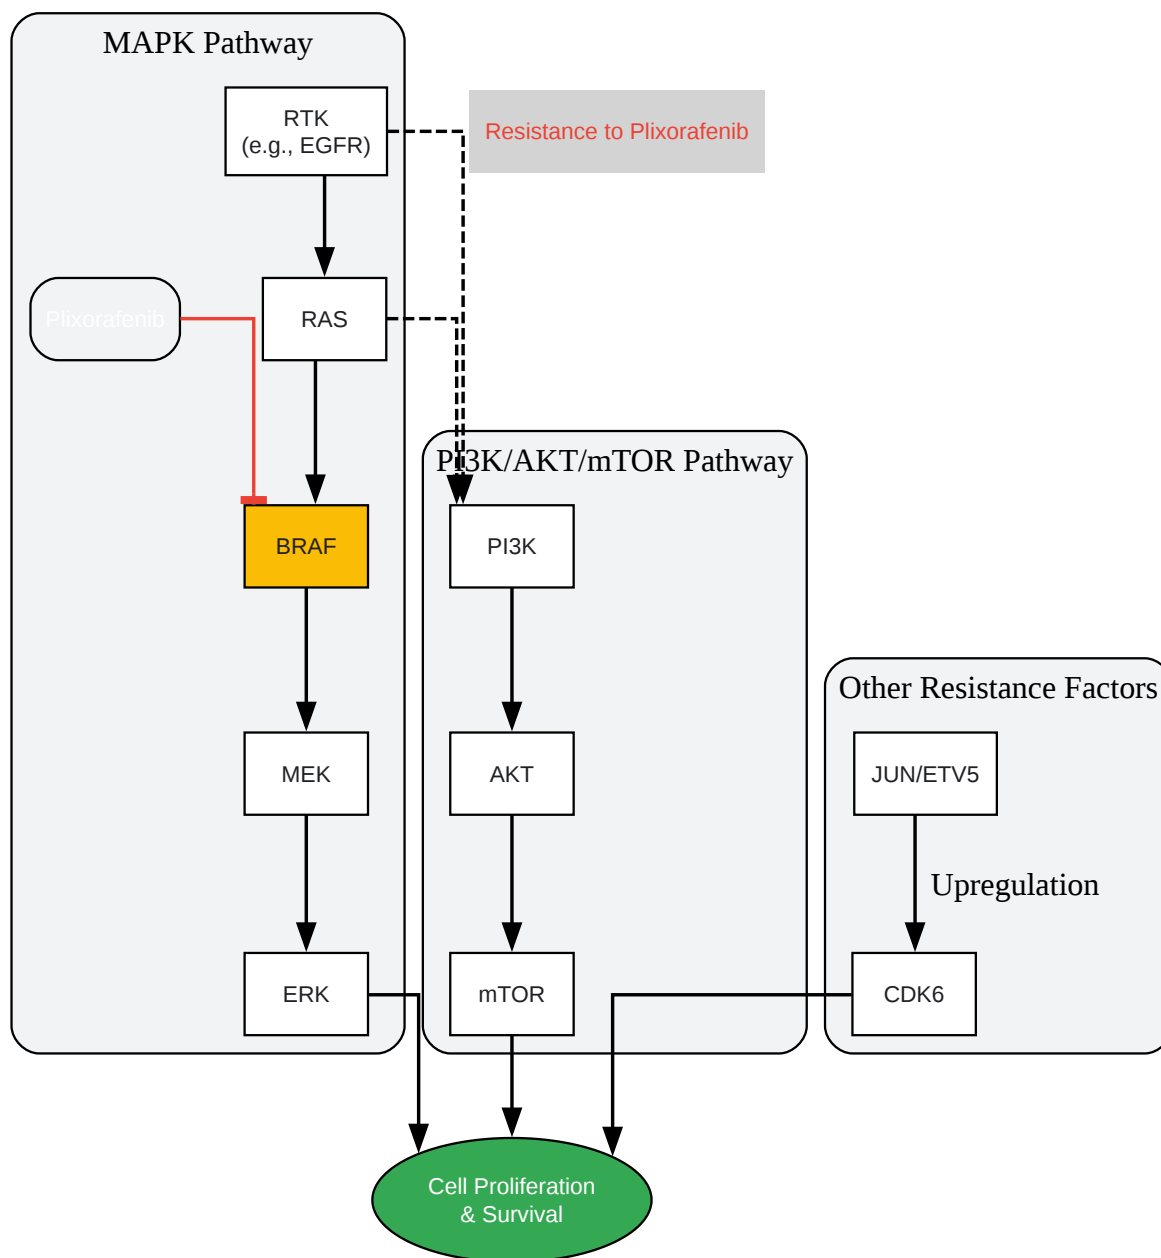 MAPK Pathway
RTK
(e.g., EGFR)
Resistance to Plixorafenib
Plixorafenib
RAS
PI3K/AKT/mTOR Pathway
BRAF
PI3K
Other Resistance Factors
MEK
AKT
JUN/ETV5
Upregulation
ERK
mTOR
CDK6
Cell Proliferation
& Survival